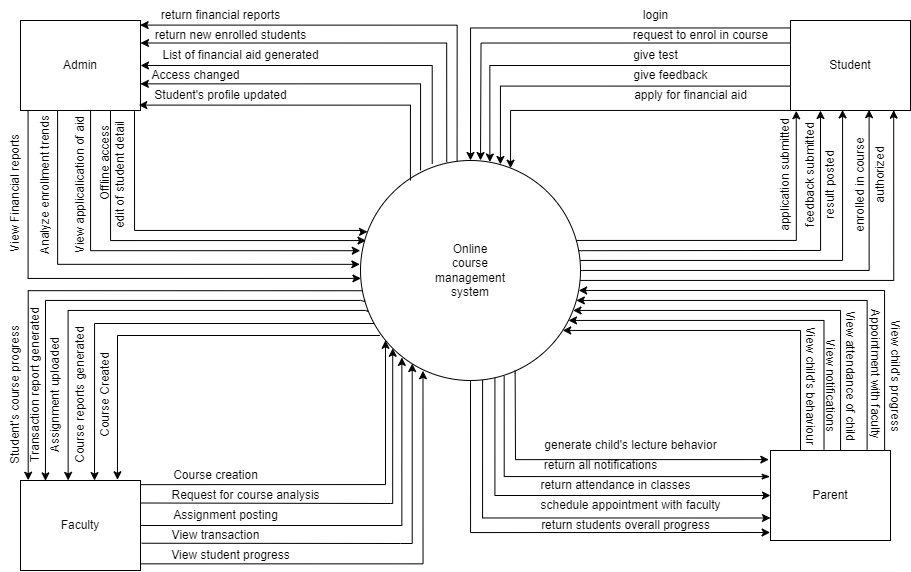 return financial reports
return new enrolled students
List of financial aid generated
Access changed
Student's profile updated
Admin
login
request to enrol in course
give test
give feedback
apply for financial aid
Student
View Financial reports
Analyze enrollment trends
View applicalication of aid
Offline access
edit of student detail
application submitted
feedback submitted
result posted
enrolled in course
authorized
Online
course
management
system
Student's course progress
Transaction report generated
Assignment uploaded
Course reports generated
Course Created
View child's behaviour
View notifications
View attendance of child
Appointment with faculty
View child's progress
Faculty
Course creation
Request for course analysis
Assignment posting
View transaction
View student progress
generate child's lecture behavior
return all notifications
return attendance in classes
schedule appointment with faculty
return students overall progress
Parent